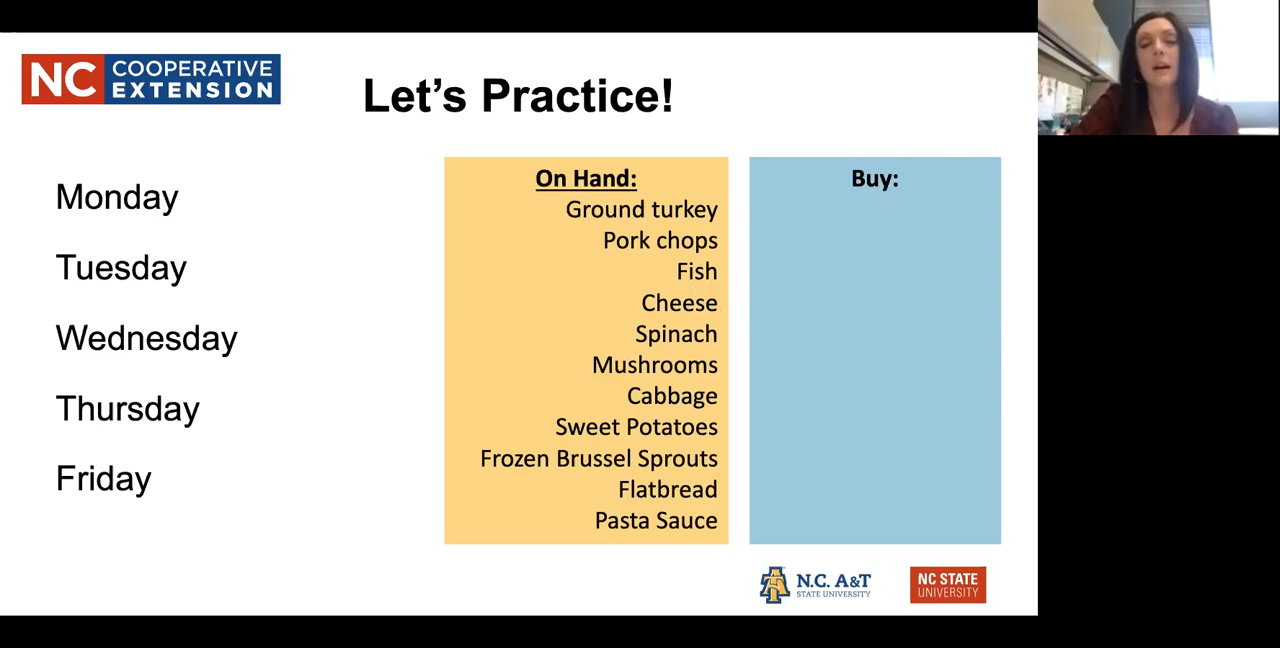 NC COOPERATIVE
EXTENSION
Let's Practice!
Monday
Tuesday
Wednesday
Thursday
Friday
On Hand:
Ground turkey
Pork chops
Fish
Cheese
Spinach
Mushrooms
Cabbage
Sweet Potatoes
Frozen Brussel Sprouts
Flatbread
Pasta Sauce
Buy:
N.C. A&T
STATE UNIVERSITY
NC STATE
UNIVERSITY